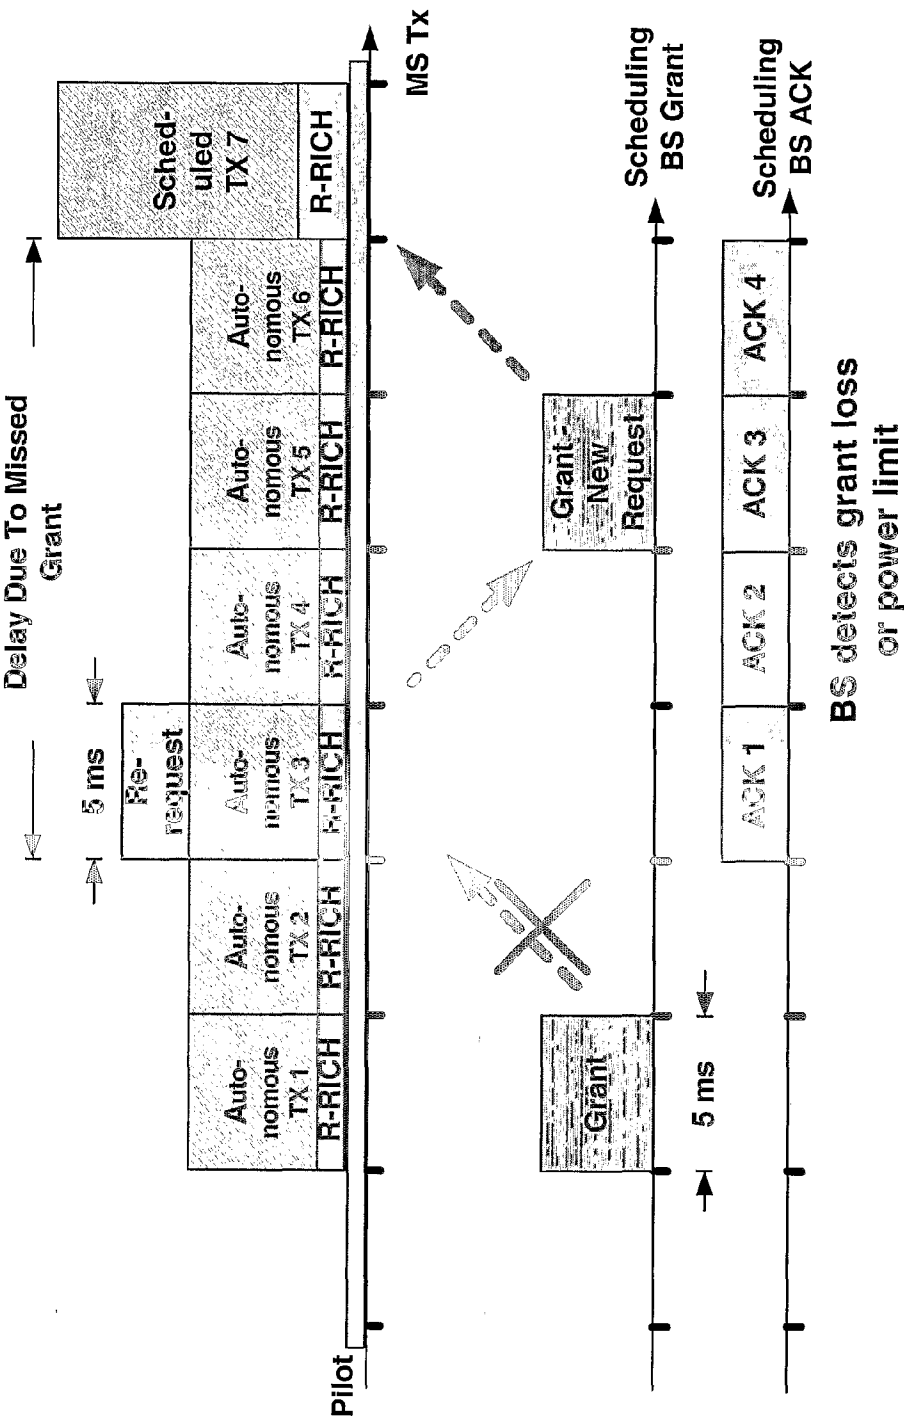 Delay Due To Missed
Grant
5 ms
Re-
request
Auto-
nomous
TX 1
R-RICH
Auto-
nomous
TX 2
R-RICH
Auto-
nomous
TX 3
R-RICH
Auto-
nomous
TX 4
R-RICH
Auto-
nomous
TX 5
R-RICH
Auto-
nomous
TX 6
R-RICH
Sched-
uled
TX 7
R-RICH
Pilot
MS Tx
Grant
Grant-
New
Request
Scheduling
BS Grant
5 ms
ACK 1
ACK 2
ACK 3
ACK 4
Scheduling
BS ACK
BS detects grant loss
or power limit